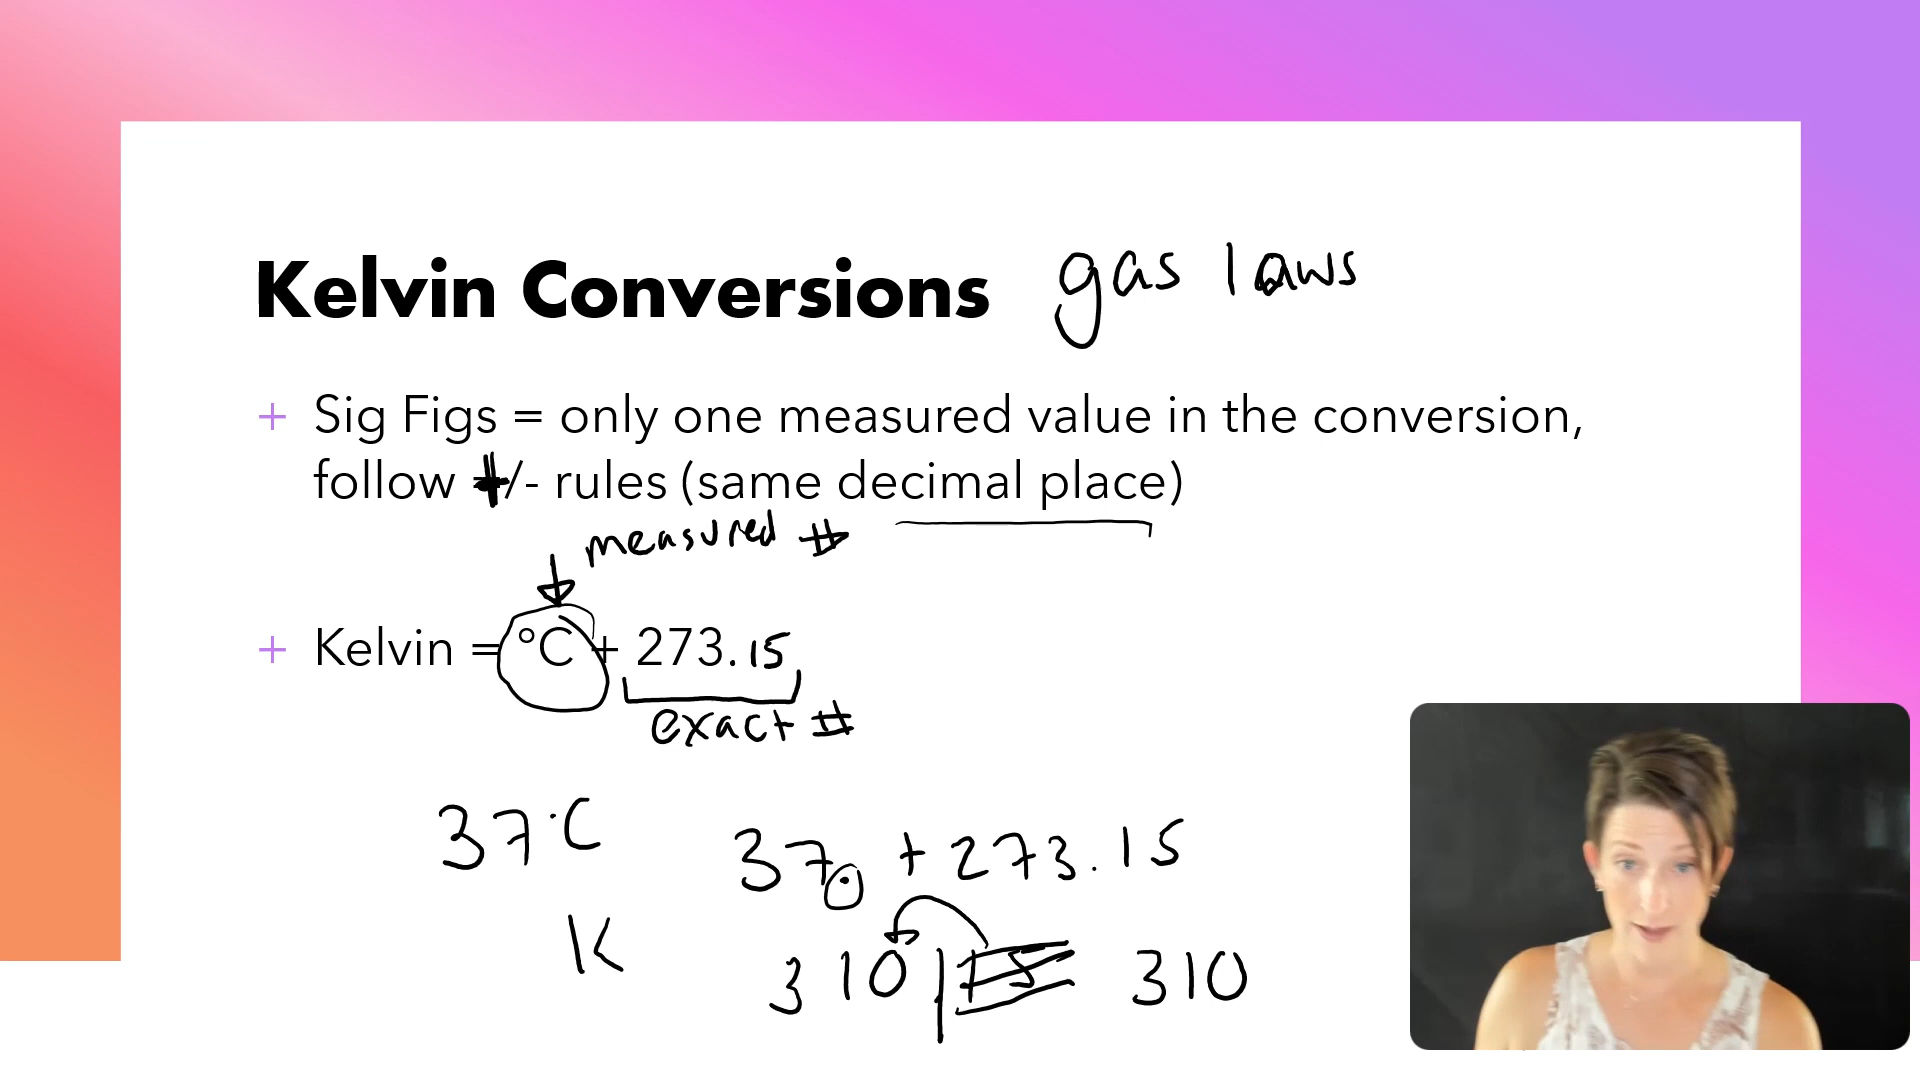 Kelvin Conversions gas laws
+ Sig Figs = only one measured value in the conversion,
follow +/- rules (same decimal place)
measured #
+ Kelvin = °C + 273.15
exact #
37°C 37. + 273.15
K 310|15 310